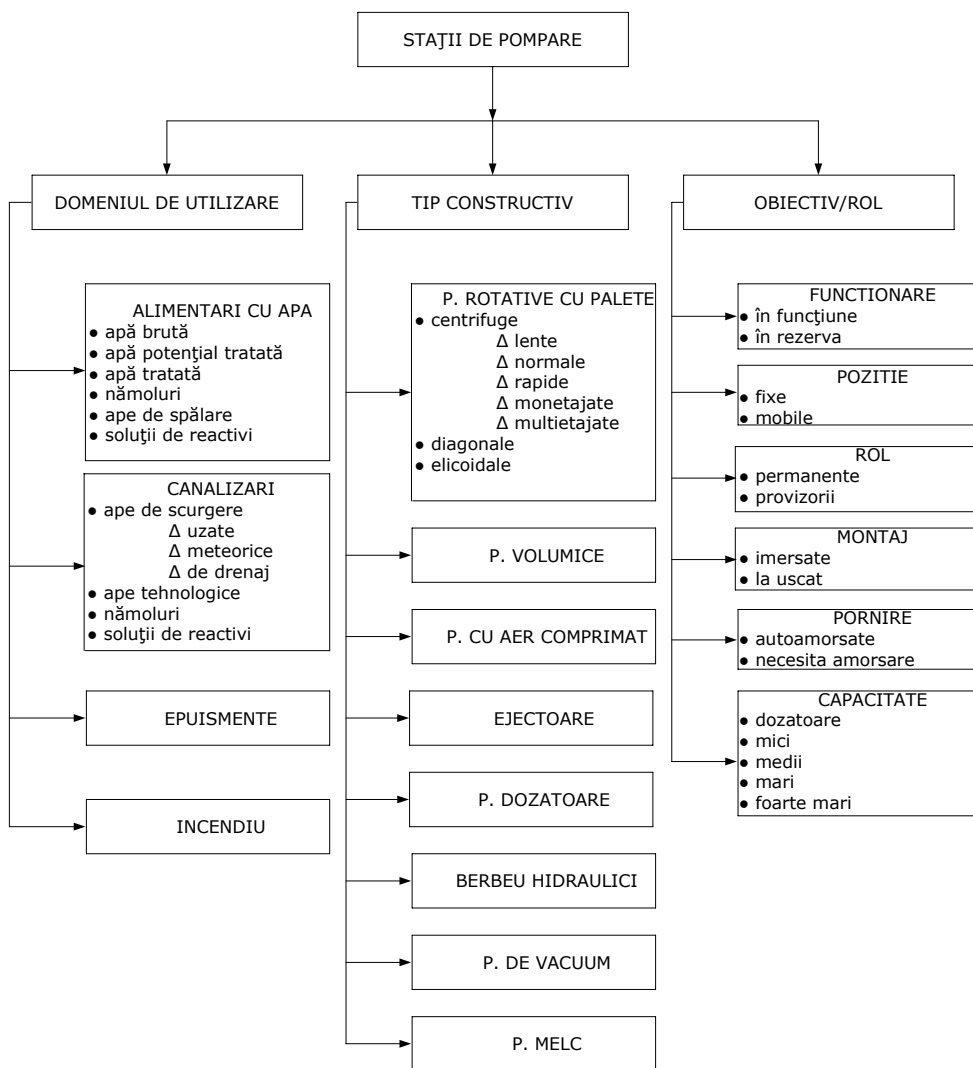 STAŢII DE POMPARE
DOMENIUL DE UTILIZARE
ALIMENTARI CU APA
● apă brută
● apă potenţial tratată
● apă tratată
● nămoluri
● ape de spălare
● soluţii de reactivi
CANALIZARI
● ape de scurgere
Δ uzate
Δ meteorice
Δ de drenaj
● ape tehnologice
● nămoluri
● soluţii de reactivi
EPUISMENTE
INCENDIU
TIP CONSTRUCTIV
P. ROTATIVE CU PALETE
● centrifuge
Δ lente
Δ normale
Δ rapide
Δ monetajate
Δ multietajate
● diagonale
● elicoidale
P. VOLUMICE
P. CU AER COMPRIMAT
EJECTOARE
P. DOZATOARE
BERBEU HIDRAULICI
P. DE VACUUM
P. MELC
OBIECTIV/ROL
FUNCTIONARE
● în funcţiune
● în rezerva
POZITIE
● fixe
● mobile
ROL
● permanente
● provizorii
MONTAJ
● imersate
● la uscat
PORNIRE
● autoamorsate
● necesita amorsare
CAPACITATE
● dozatoare
● mici
● medii
● mari
● foarte mari